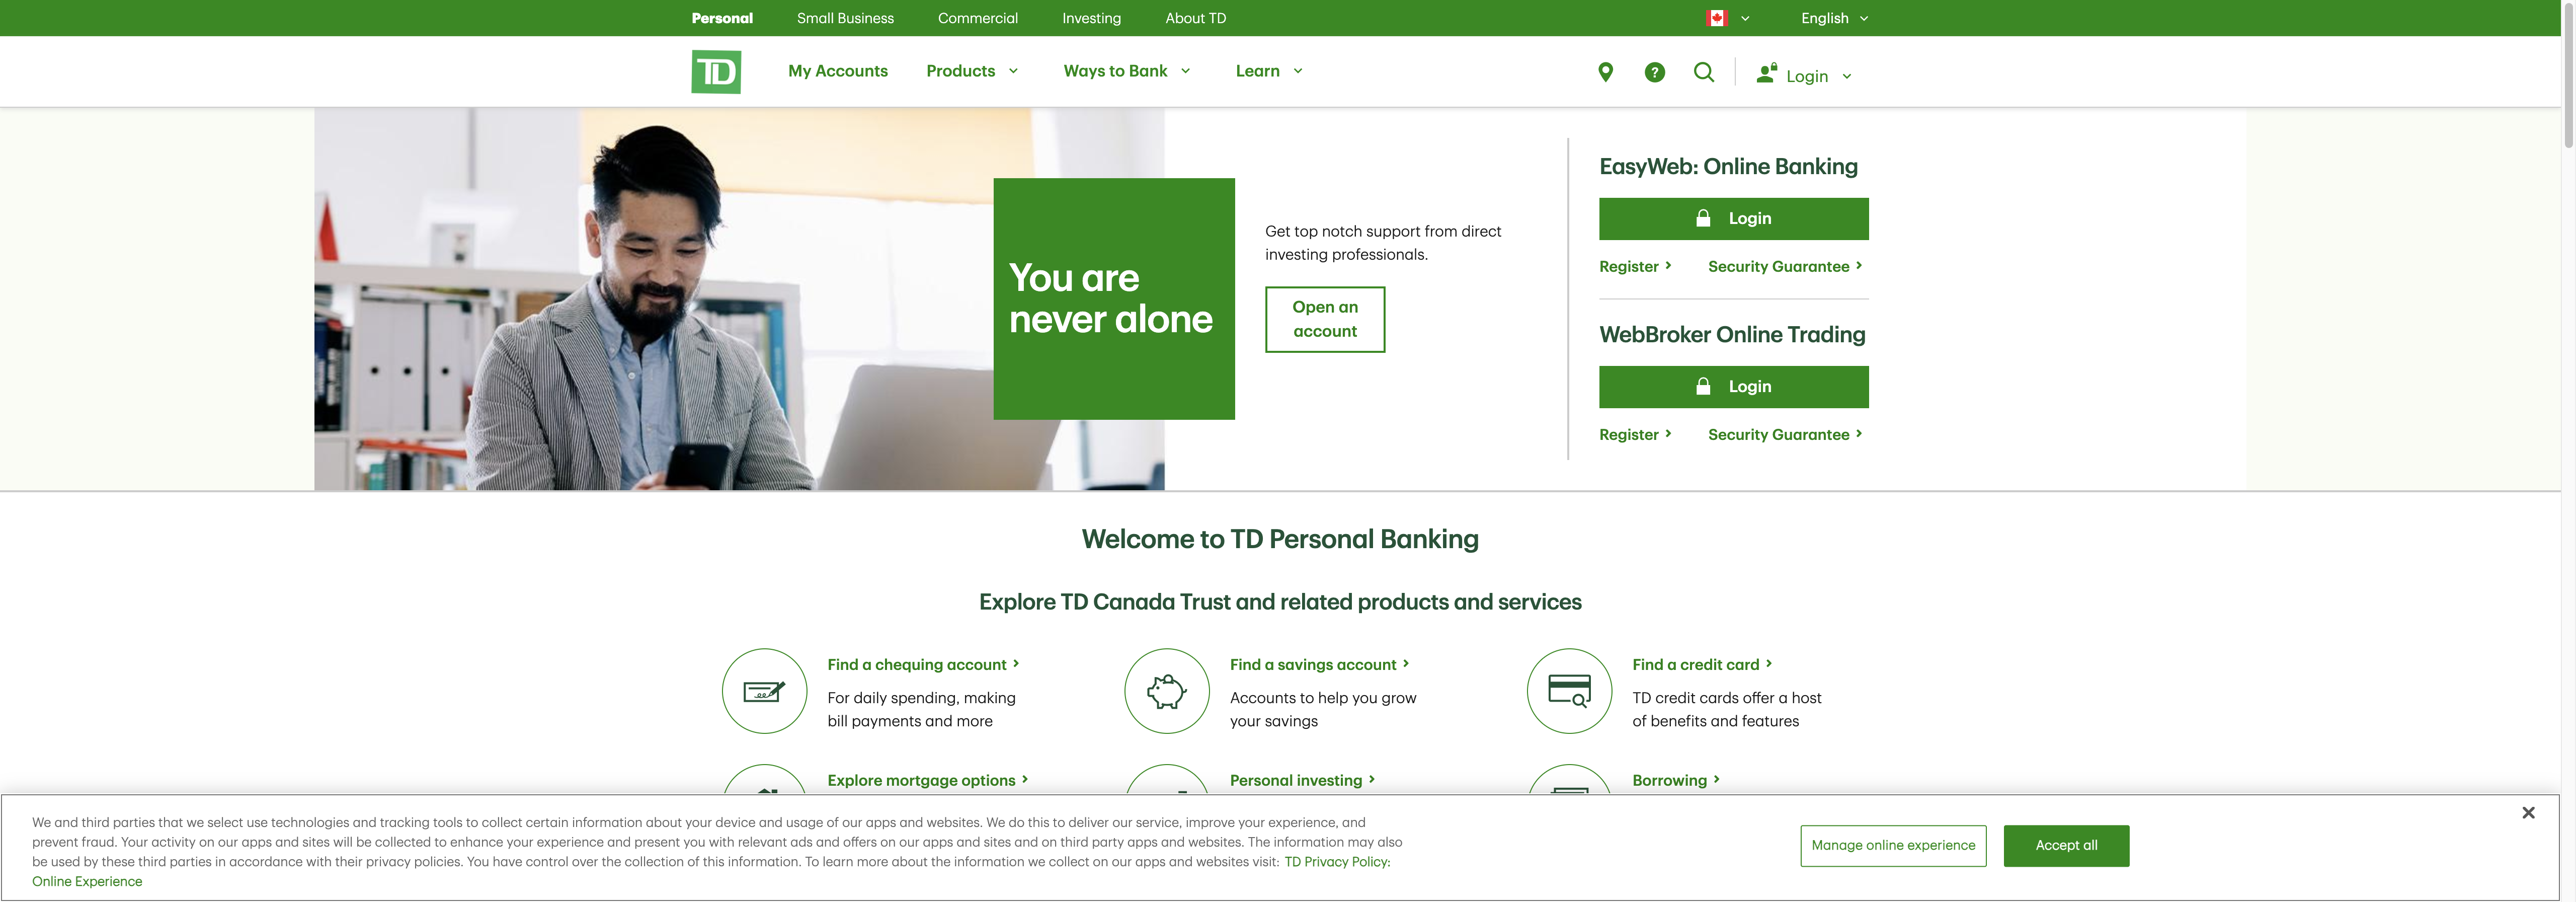 Personal
Small Business
Commercial
Investing
About TD
English
TD
My Accounts
Products
Ways to Bank
Learn
?
Login
You are
never alone
Get top notch support from direct
investing professionals.
Open an
account
EasyWeb: Online Banking
Login
Register
Security Guarantee
WebBroker Online Trading
Login
Register
Security Guarantee
Welcome to TD Personal Banking
Explore TD Canada Trust and related products and services
Find a chequing account
For daily spending, making
bill payments and more
Find a savings account
Accounts to help you grow
your savings
Find a credit card
TD credit cards offer a host
of benefits and features
Explore mortgage options
Personal investing
Borrowing
We and third parties that we select use technologies and tracking tools to collect certain information about your device and usage of our apps and websites. We do this to deliver our service, improve your experience, and
prevent fraud. Your activity on our apps and sites will be collected to enhance your experience and present you with relevant ads and offers on our apps and sites and on third party apps and websites. The information may also
be used by these third parties in accordance with their privacy policies. You have control over the collection of this information. To learn more about the information we collect on our apps and websites visit: TD Privacy Policy:
Online Experience
Manage online experience
Accept all